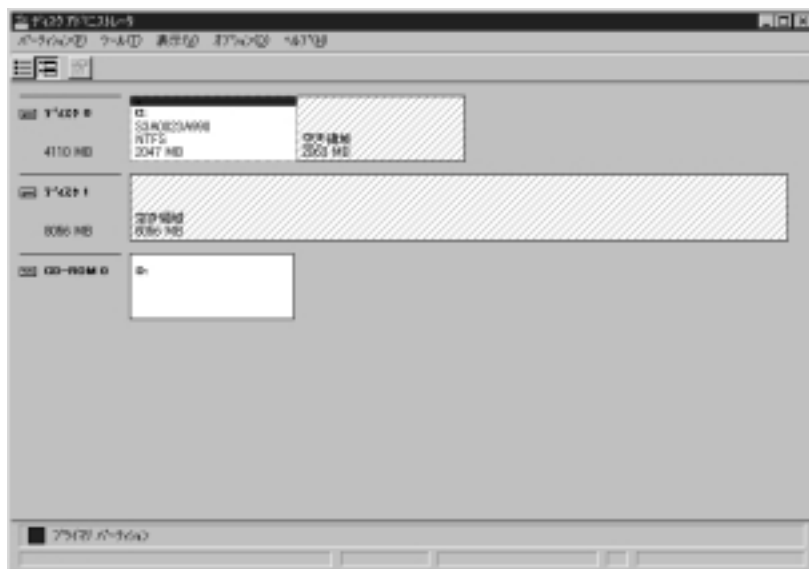 ﾃﾞｨｽｸ ｱﾄﾞﾐﾆｽﾄﾚｰﾀ
ﾊﾟｰﾃｨｼｮﾝ(P) ﾂｰﾙ(T) 表示(V) ｵﾌﾟｼｮﾝ(O) ﾍﾙﾌﾟ(H)
ﾃﾞｨｽｸ 0
4110 MB
C:
NTFS
2047 MB
空き領域
2063 MB
ﾃﾞｨｽｸ 1
空き領域
CD-ROM 0
D:
ﾌﾟﾗｲﾏﾘ ﾊﾟｰﾃｨｼｮﾝ